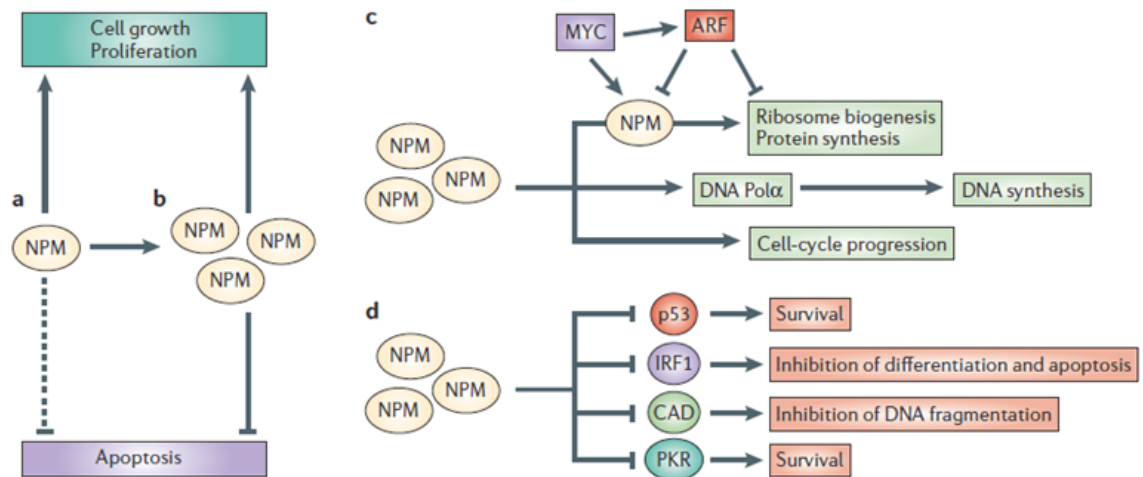 Cell growth
Proliferation
a
b
NPM
NPM
NPM
NPM
Apoptosis
c
MYC
ARF
NPM
NPM
NPM
NPM
Ribosome biogenesis
Protein synthesis
DNA Polα
DNA synthesis
Cell-cycle progression
d
NPM
NPM
NPM
p53
Survival
IRF1
Inhibition of differentiation and apoptosis
CAD
Inhibition of DNA fragmentation
PKR
Survival